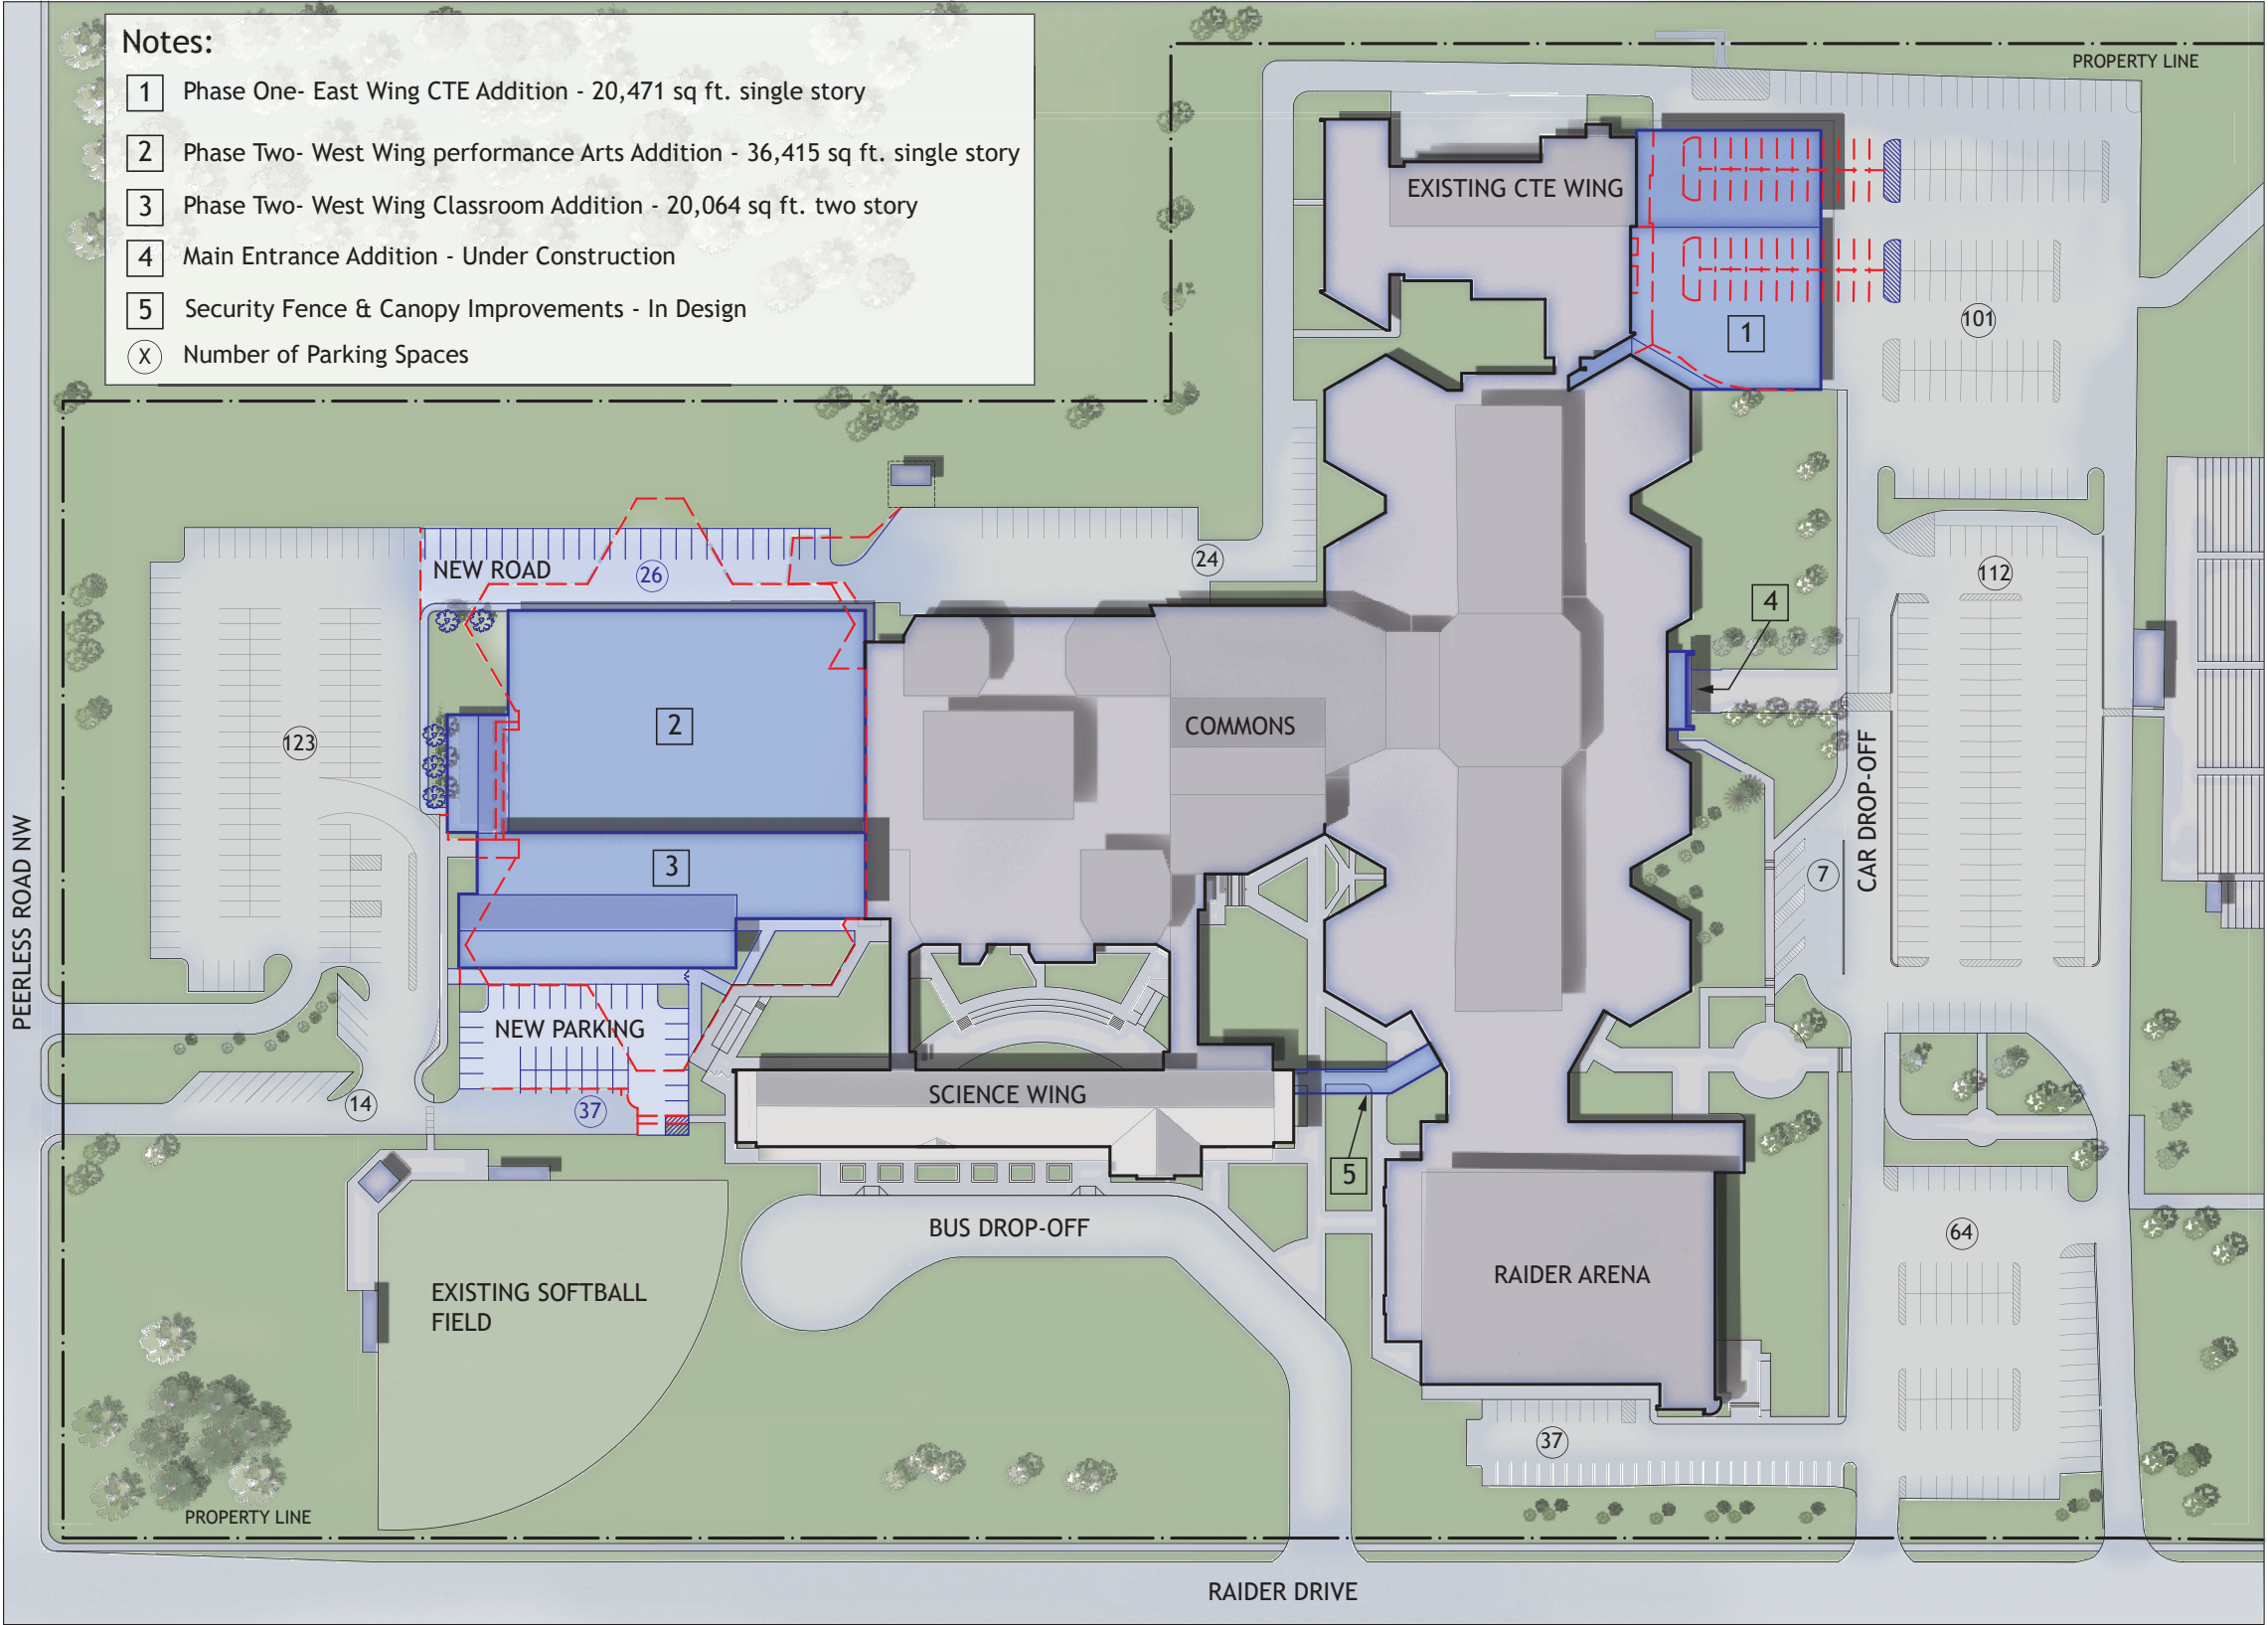 Notes:
1 Phase One- East Wing CTE Addition - 20,471 sq ft. single story
2 Phase Two- West Wing performance Arts Addition - 36,415 sq ft. single story
3 Phase Two- West Wing Classroom Addition - 20,064 sq ft. two story
4 Main Entrance Addition - Under Construction
5 Security Fence & Canopy Improvements - In Design
X Number of Parking Spaces
PROPERTY LINE
EXISTING CTE WING
101
1
NEW ROAD
26
24
112
4
2
COMMONS
123
CAR DROP-OFF
3
7
PEERLESS ROAD NW
NEW PARKING
SCIENCE WING
14
37
5
BUS DROP-OFF
64
EXISTING SOFTBALL
FIELD
RAIDER ARENA
37
PROPERTY LINE
RAIDER DRIVE